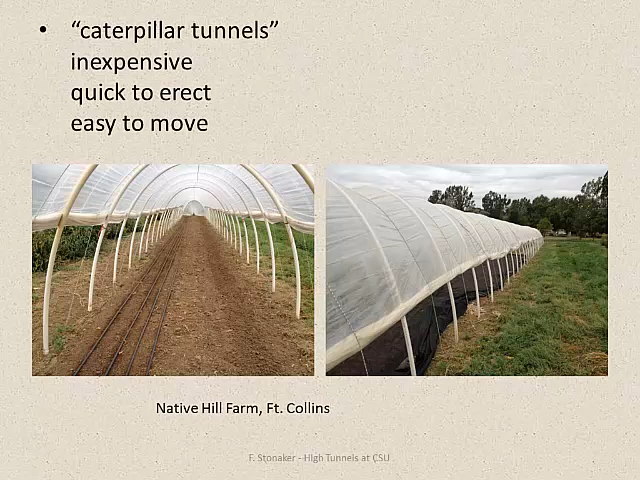 • “caterpillar tunnels”
inexpensive
quick to erect
easy to move
Native Hill Farm, Ft. Collins
F. Stonaker - High Tunnels at CSU